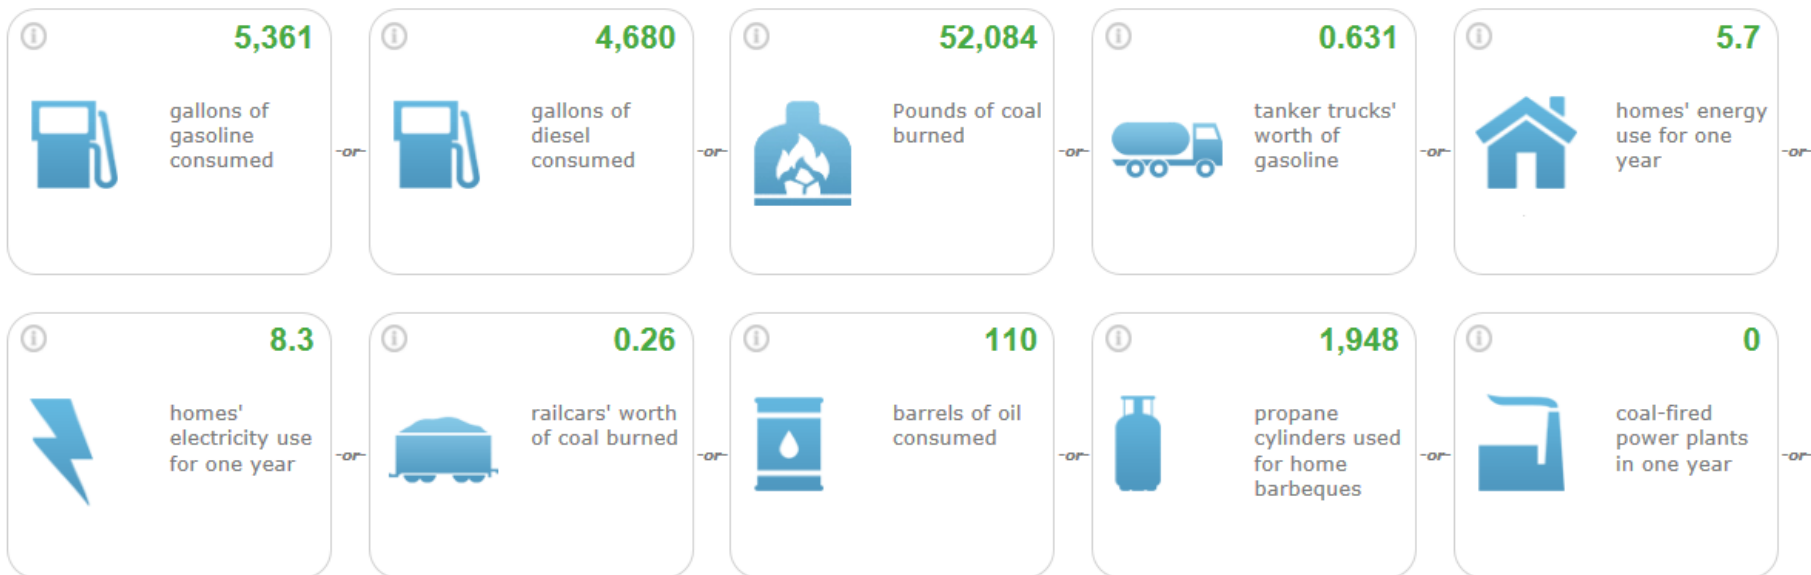 5,361
gallons of
gasoline
consumed
-or-
4,680
gallons of
diesel
consumed
-or-
52,084
Pounds of coal
burned
-or-
0.631
tanker trucks'
worth of
gasoline
-or-
5.7
homes' energy
use for one
year
-or-
8.3
homes'
electricity use
for one year
-or-
0.26
railcars' worth
of coal burned
-or-
110
barrels of oil
consumed
-or-
1,948
propane
cylinders used
for home
barbeques
-or-
0
coal-fired
power plants
in one year
-or-